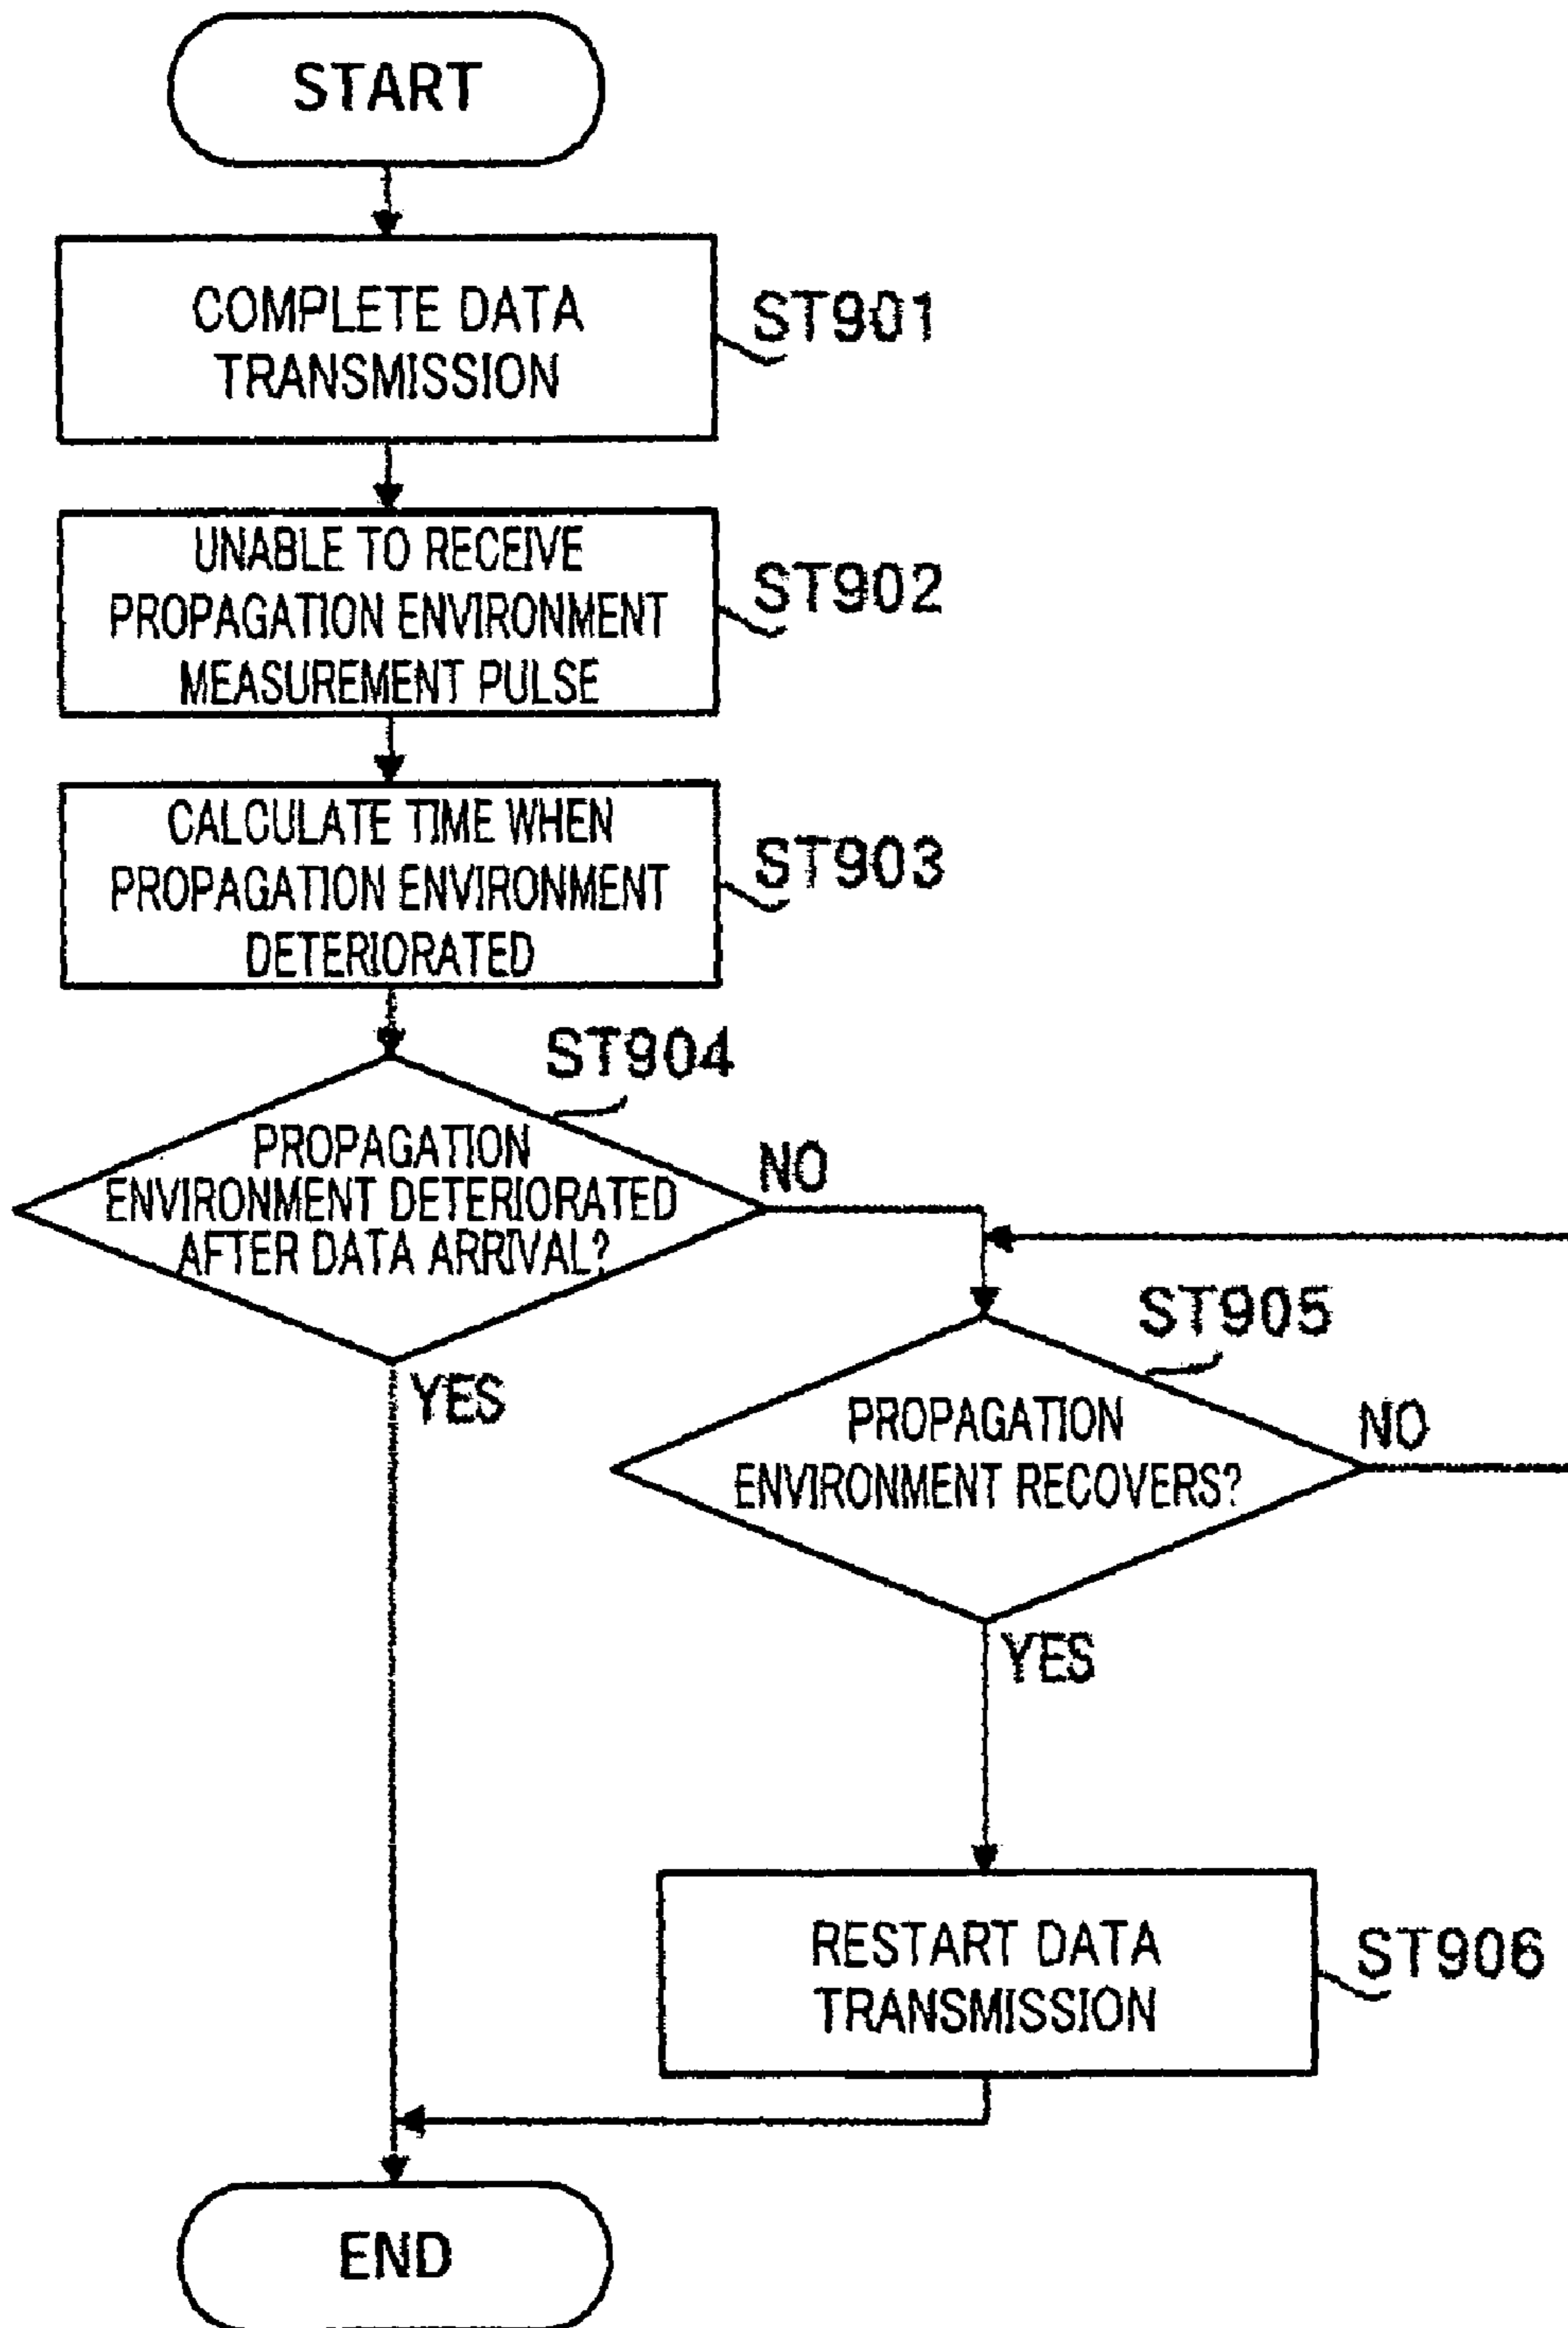 START
COMPLETE DATA
TRANSMISSION
ST901
UNABLE TO RECEIVE
PROPAGATION ENVIRONMENT
MEASUREMENT PULSE
ST902
CALCULATE TIME WHEN
PROPAGATION ENVIRONMENT
DETERIORATED
ST903
ST904
PROPAGATION
ENVIRONMENT DETERIORATED
AFTER DATA ARRIVAL?
NO
YES
ST905
PROPAGATION
ENVIRONMENT RECOVERS?
NO
YES
RESTART DATA
TRANSMISSION
ST906
END